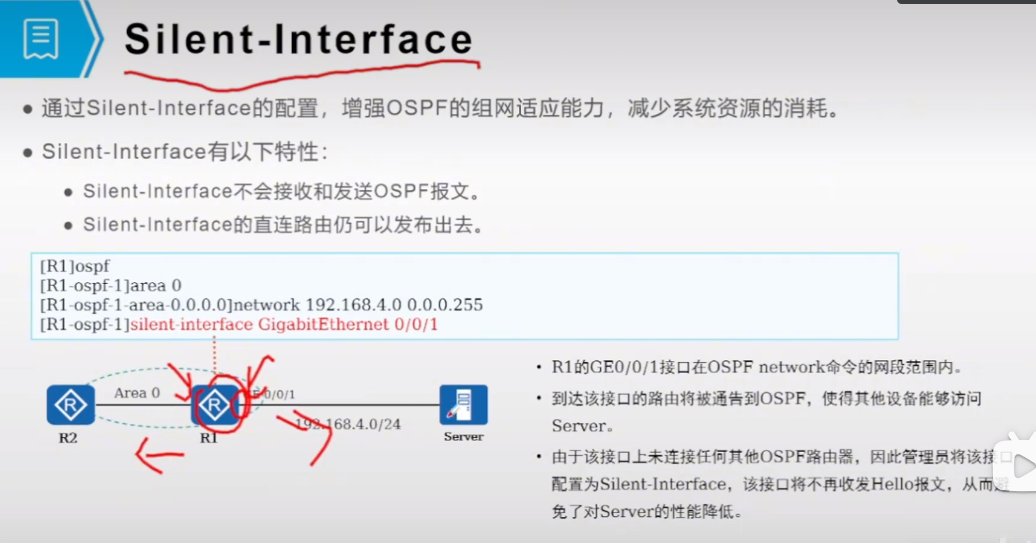 Silent-Interface
● 通过Silent-Interface的配置，增强OSPF的组网适应能力，减少系统资源的消耗。
● Silent-Interface有以下特性：
● Silent-Interface不会接收和发送OSPF报文。
● Silent-Interface的直连路由仍可以发布出去。
[R1]ospf
[R1-ospf-1]area 0
[R1-ospf-1-area-0.0.0.0]network 192.168.4.0 0.0.0.255
[R1-ospf-1]silent-interface GigabitEthernet 0/0/1
Area 0
0/0/1
192.168.4.0/24
R
R
R2
R1
Server
• R1的GE0/0/1接口在OSPF network命令的网段范围内。
• 到达该接口的路由将被通告到OSPF，使得其他设备能够访问
Server。
• 由于该接口上未连接任何其他OSPF路由器，因此管理员将该接口
配置为Silent-Interface，该接口将不再收发Hello报文，从而避
免了对Server的性能降低。